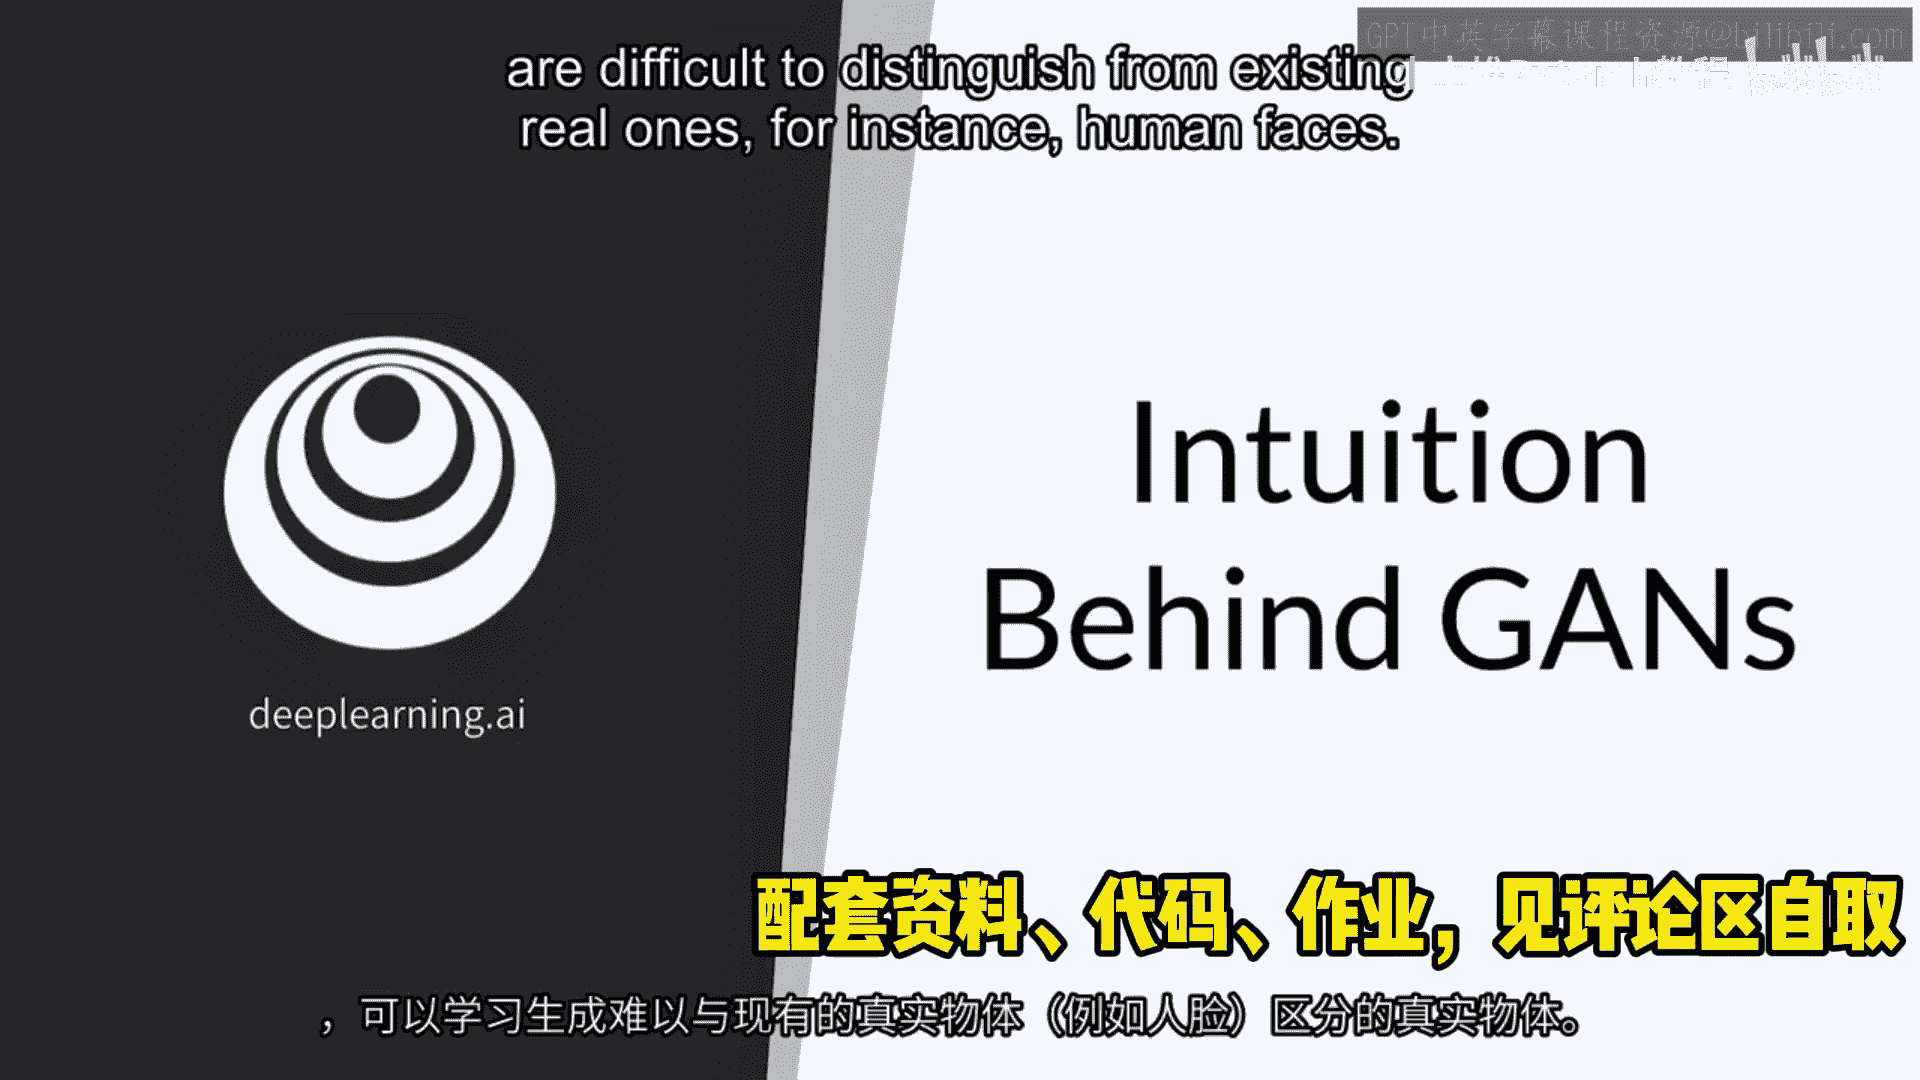 GPT中英字幕课程资源@bilibili.com
are difficult to distinguish from existing
real ones, for instance, human faces.
Intuition
Behind GANs
deeplearning.ai
配套资料、代码、作业，见评论区自取
，可以学习生成难以与现有的真实物体（例如人脸）区分的真实物体。